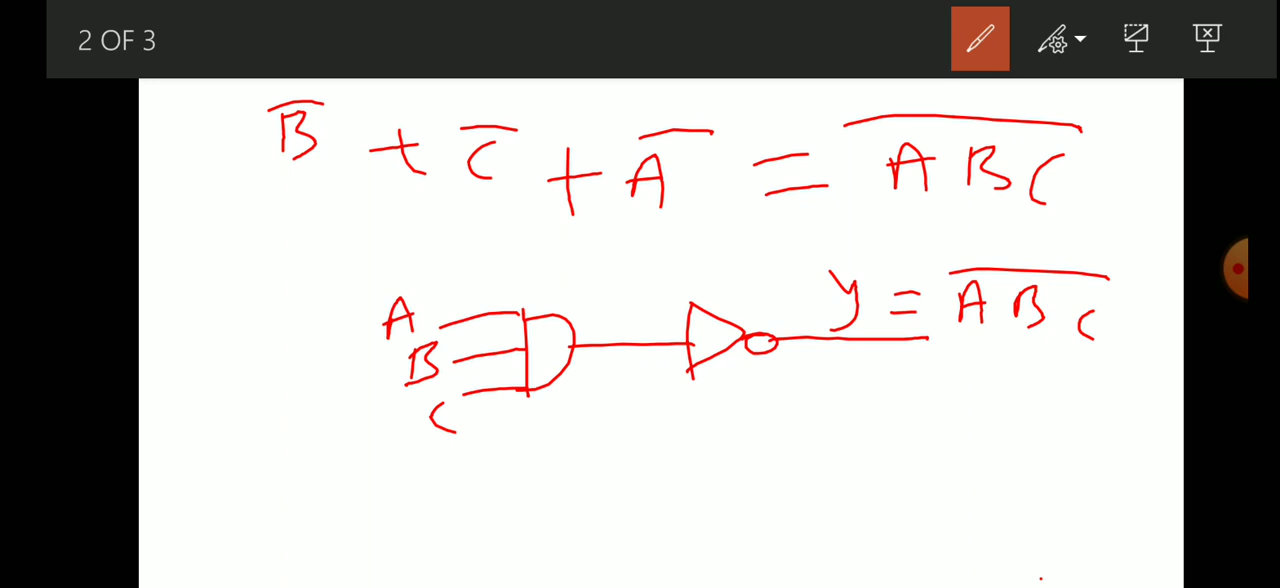 2 OF 3
B̅ + C̅ + A̅ = A̅B̅C̅
y = A̅B̅C̅
A
B
C